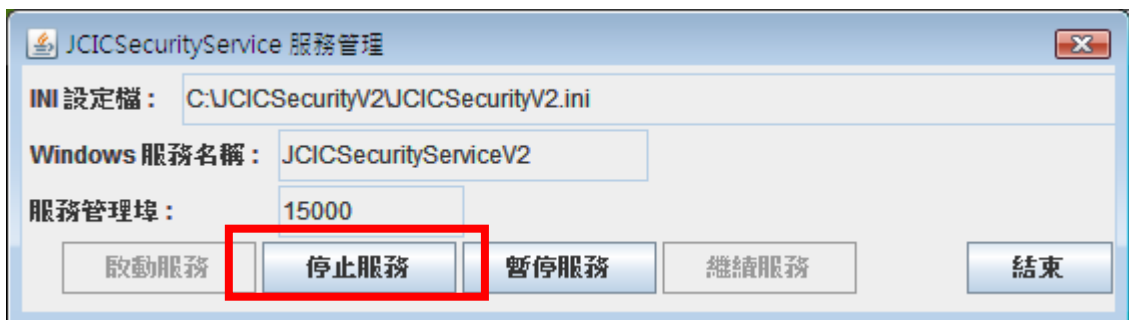 JCICSecurityService 服務管理
INI 設定檔： C:\JCICSecurityV2\JCICSecurityV2.ini
Windows 服務名稱： JCICSecurityServiceV2
服務管理埠： 15000
啟動服務 停止服務 暫停服務 繼續服務 結束